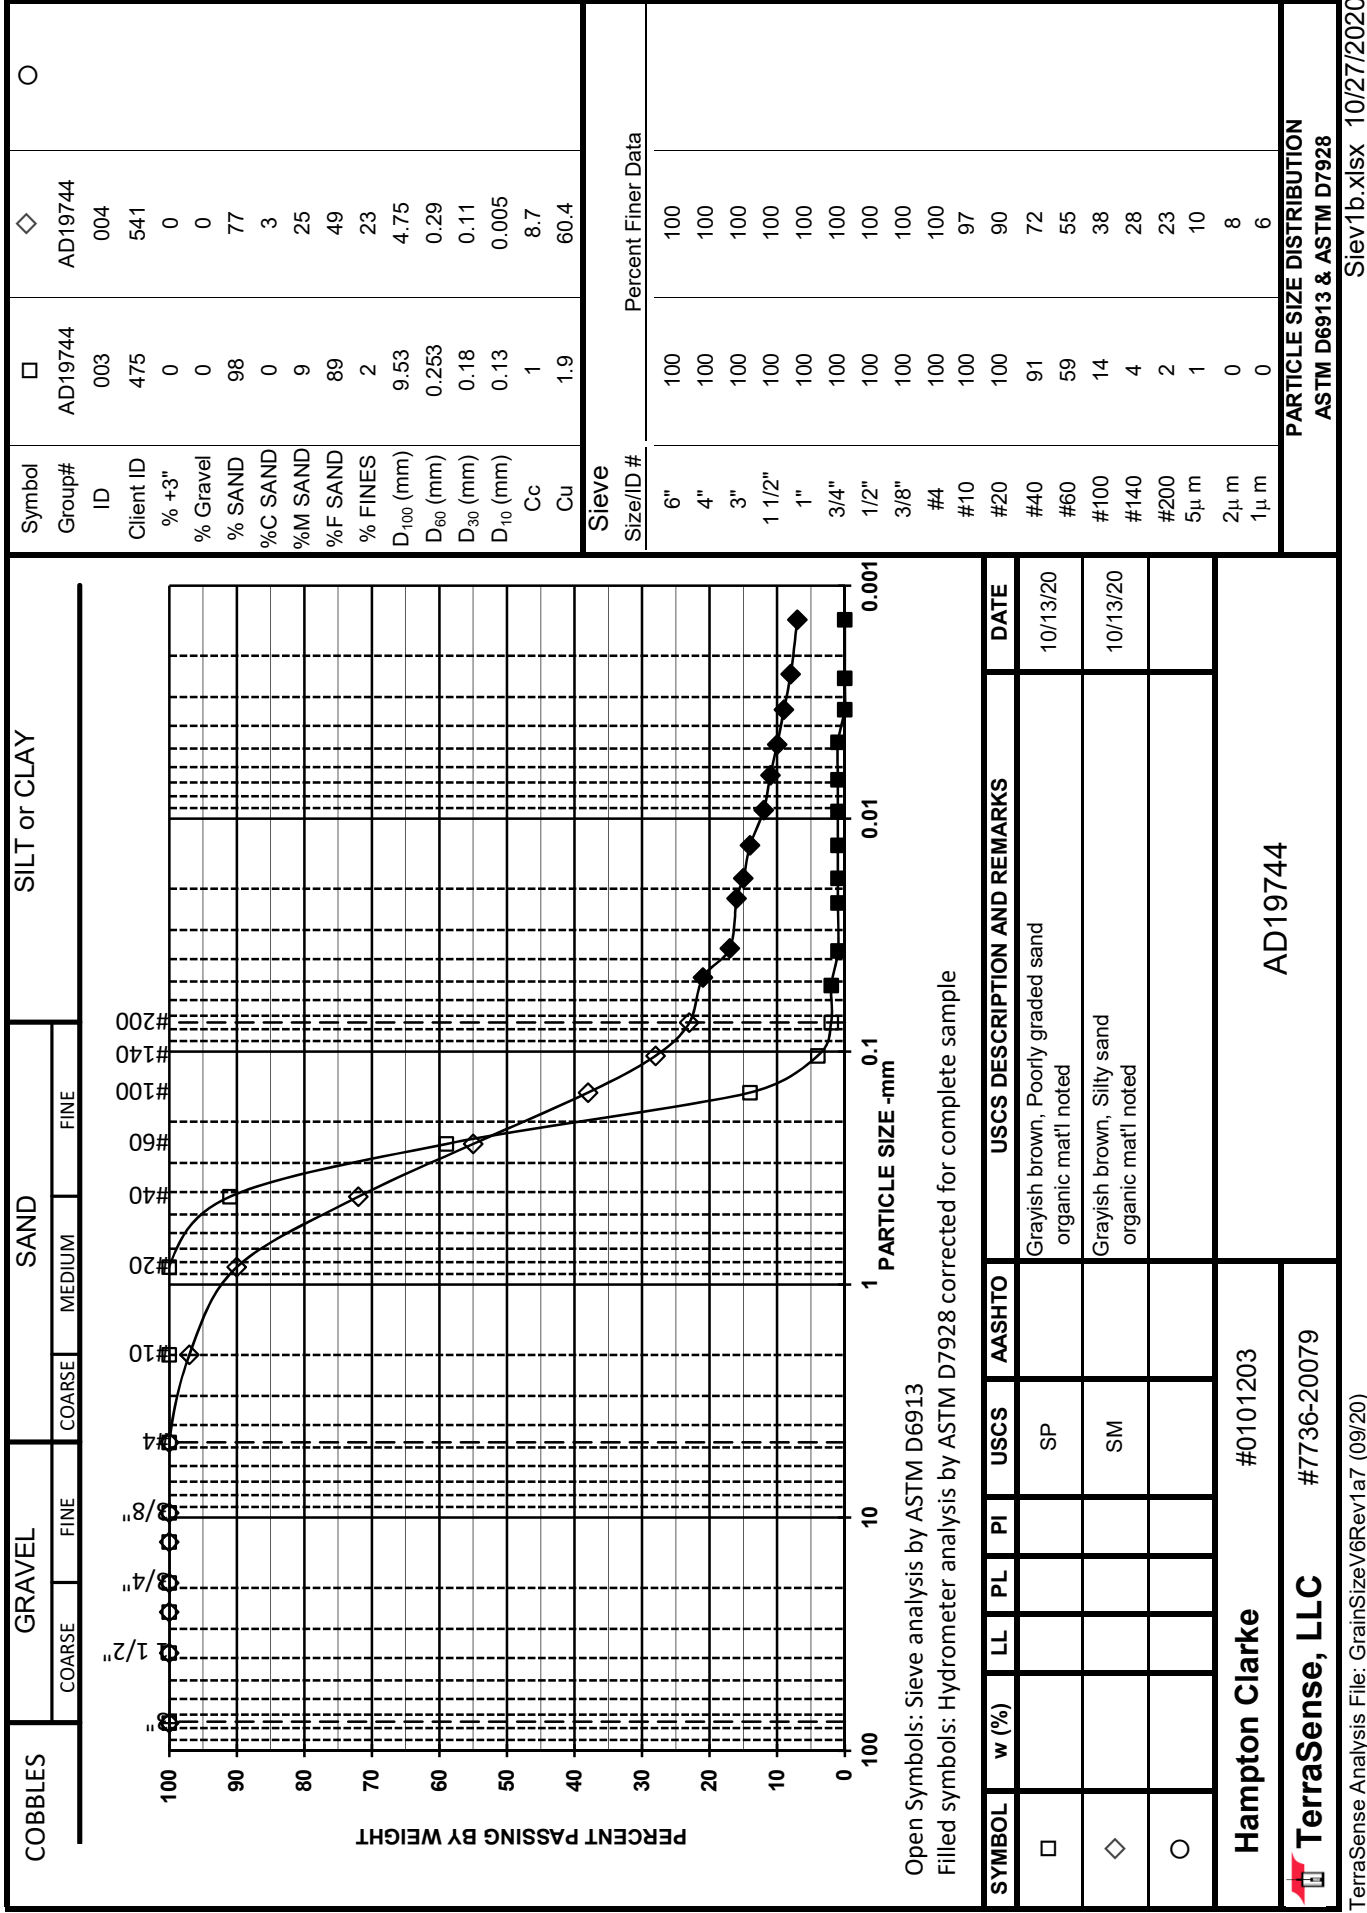 COBBLES GRAVEL SAND SILT or CLAY
COARSE FINE COARSE MEDIUM FINE
3" 1 1/2" 3/4" 3/8" #4 #10 #20 #40 #60 #100 #140 #200
PERCENT PASSING BY WEIGHT
100
90
80
70
60
50
40
30
20
10
0
100 10 1 0.1 0.01 0.001
PARTICLE SIZE -mm
Open Symbols: Sieve analysis by ASTM D6913
Filled symbols: Hydrometer analysis by ASTM D7928 corrected for complete sample
Symbol □ ◇ ○
Group# AD19744 AD19744
ID 003 004
Client ID 475 541
% +3" 0 0
% Gravel 0 0
% SAND 98 77
%C SAND 0 3
%M SAND 9 25
%F SAND 89 49
% FINES 2 23
D100 (mm) 9.53 4.75
D60 (mm) 0.253 0.29
D30 (mm) 0.18 0.11
D10 (mm) 0.13 0.005
Cc 1 8.7
Cu 1.9 60.4
Sieve
Size/ID # Percent Finer Data
6" 100 100
4" 100 100
3" 100 100
1 1/2" 100 100
1" 100 100
3/4" 100 100
1/2" 100 100
3/8" 100 100
#4 100 100
#10 100 97
#20 100 90
#40 91 72
#60 59 55
#100 14 38
#140 4 28
#200 2 23
5µ m 1 10
2µ m 0 8
1µ m 0 6
SYMBOL w (%) LL PL PI USCS AASHTO USCS DESCRIPTION AND REMARKS DATE
□ SP Grayish brown, Poorly graded sand 10/13/20
organic mat'l noted
◇ SM Grayish brown, Silty sand 10/13/20
organic mat'l noted
○
Hampton Clarke #0101203
TerraSense, LLC #7736-20079
AD19744
PARTICLE SIZE DISTRIBUTION
ASTM D6913 & ASTM D7928
TerraSense Analysis File: GrainSizeV6Rev1a7 (09/20)
Siev1b.xlsx 10/27/2020